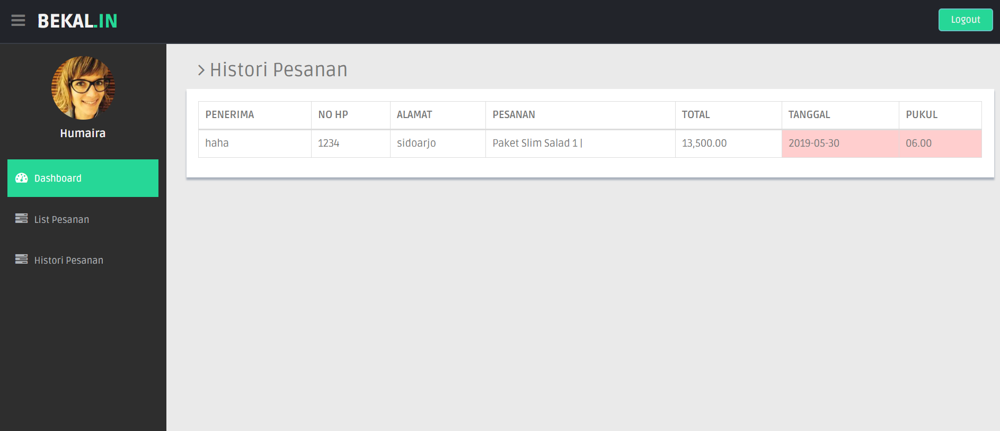 BEKAL.IN
Logout
Humaira
Dashboard
List Pesanan
Histori Pesanan
Histori Pesanan
PENERIMA NO HP ALAMAT PESANAN TOTAL TANGGAL PUKUL
haha 1234 sidoarjo Paket Slim Salad 1 | 13,500.00 2019-05-30 06.00